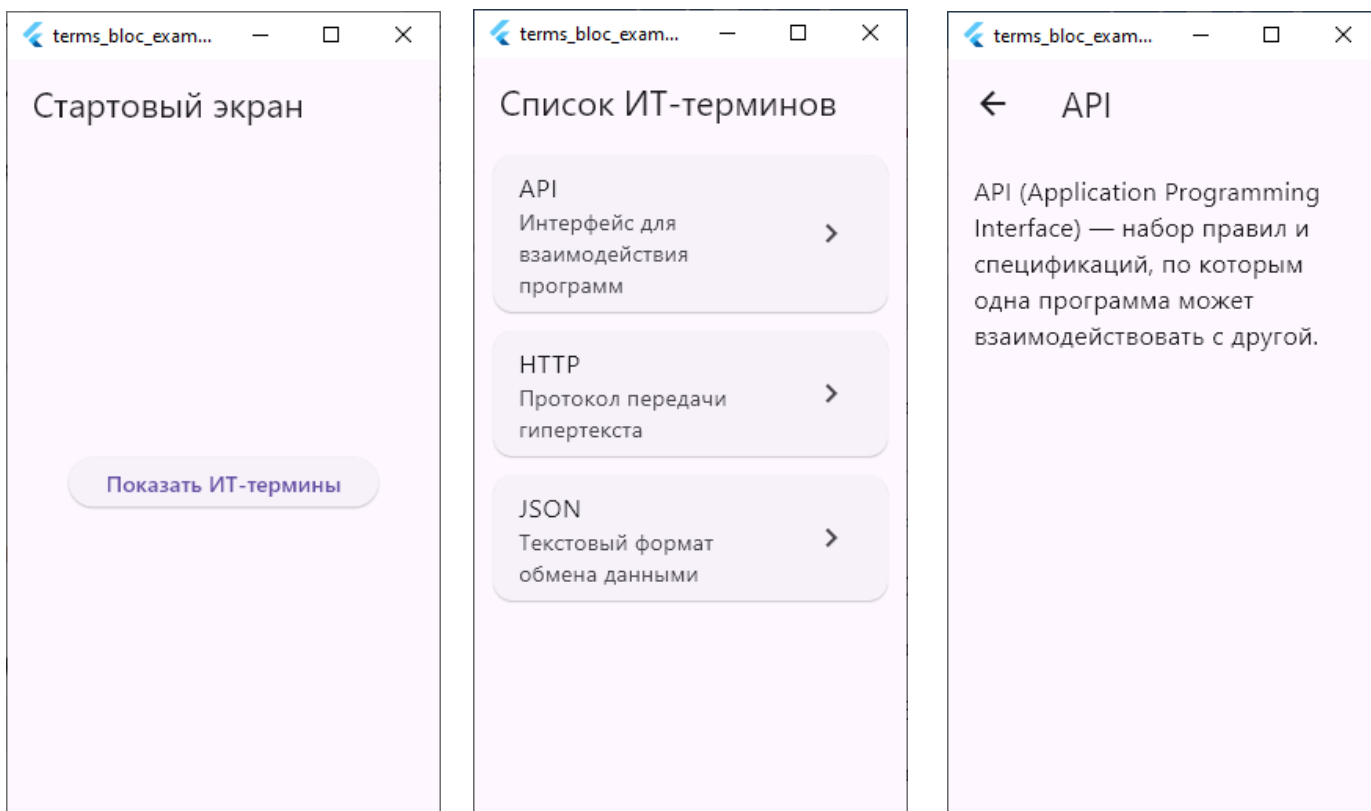 terms_bloc_exam...
Стартовый экран
Показать ИТ-термины
terms_bloc_exam...
Список ИТ-терминов
API
Интерфейс для
взаимодействия
программ
HTTP
Протокол передачи
гипертекста
JSON
Текстовый формат
обмена данными
terms_bloc_exam...
API
API (Application Programming
Interface) — набор правил и
спецификаций, по которым
одна программа может
взаимодействовать с другой.